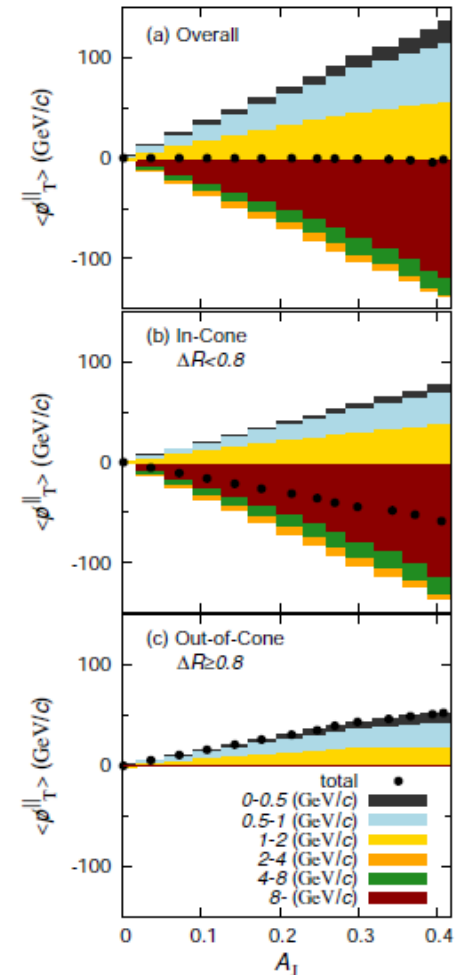 100
(a) Overall
0
-100
<p̸||T> (GeV/c)
(b) In-Cone
ΔR<0.8
100
0
-100
<p̸||T> (GeV/c)
(c) Out-of-Cone
ΔR≥0.8
100
0
-100
<p̸||T> (GeV/c)
total
0-0.5 (GeV/c)
0.5-1 (GeV/c)
1-2 (GeV/c)
2-4 (GeV/c)
4-8 (GeV/c)
8- (GeV/c)
0 0.1 0.2 0.3 0.4
AJ